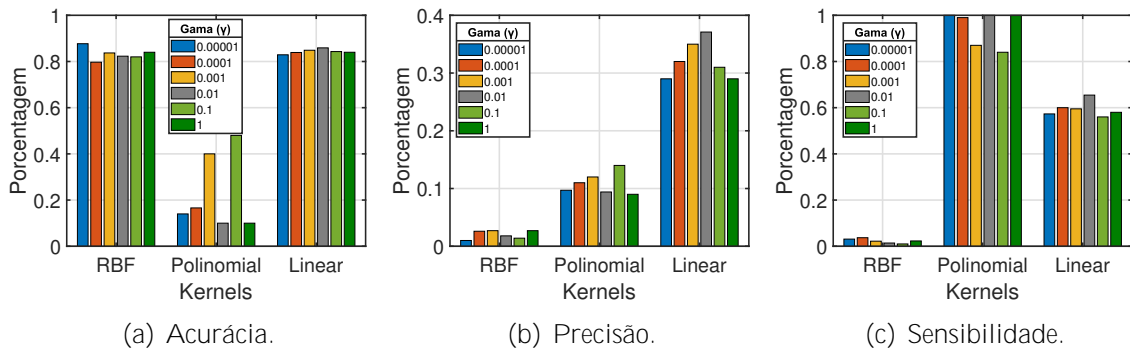 1
0.8
0.6
0.4
0.2
0
Porcentagem
Gama (γ)
0.00001
0.0001
0.001
0.01
0.1
1
RBF Polinomial Linear
Kernels
(a) Acurácia.
0.4
0.3
0.2
0.1
0
Porcentagem
Gama (γ)
0.00001
0.0001
0.001
0.01
0.1
1
RBF Polinomial Linear
Kernels
(b) Precisão.
1
0.8
0.6
0.4
0.2
0
Porcentagem
Gama (γ)
0.00001
0.0001
0.001
0.01
0.1
1
RBF Polinomial Linear
Kernels
(c) Sensibilidade.